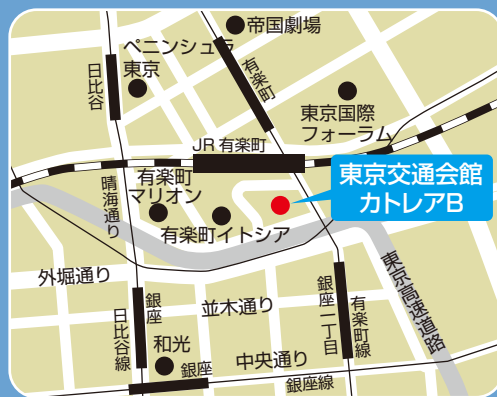 帝国劇場
ペニンシュラ
東京
日比谷
有楽町
東京国際
フォーラム
JR有楽町
東京交通会館
カトレアB
有楽町
マリオン
晴海通り
有楽町イトシア
外堀通り
東京高速道路
銀座
日比谷線
並木通り
銀座一丁目
有楽町線
和光
銀座
中央通り
銀座線